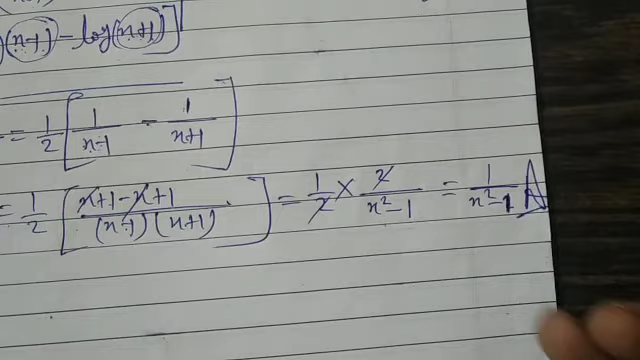 (x-1) - log(x+1)]
= 1/2 [1/(x-1) - 1/(x+1)]
= 1/2 [(x+1-x+1)/((x-1)(x+1))] = 1/2 × 2/(x²-1) = 1/(x²-1) A